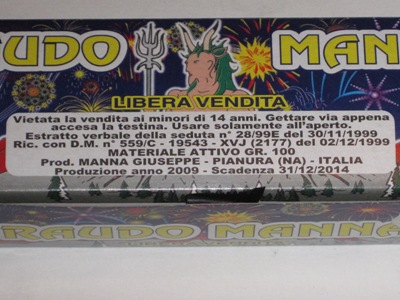 RAUDO MANNA
LIBERA VENDITA
Vietata la vendita ai minori di 14 anni. Gettare via appena
accesa la testina. Usare solamente all'aperto.
Estratto verbale della seduta n° 28/99E del 30/11/1999
Ric. con D.M. n° 559/C - 19543 - XVJ (2177) del 02/12/1999
MATERIALE ATTIVO GR. 100
Prod. MANNA GIUSEPPE - PIANURA (NA) - ITALIA
Produzione anno 2009 - Scadenza 31/12/2014
RAUDO MANNA
LIBERA VENDITA